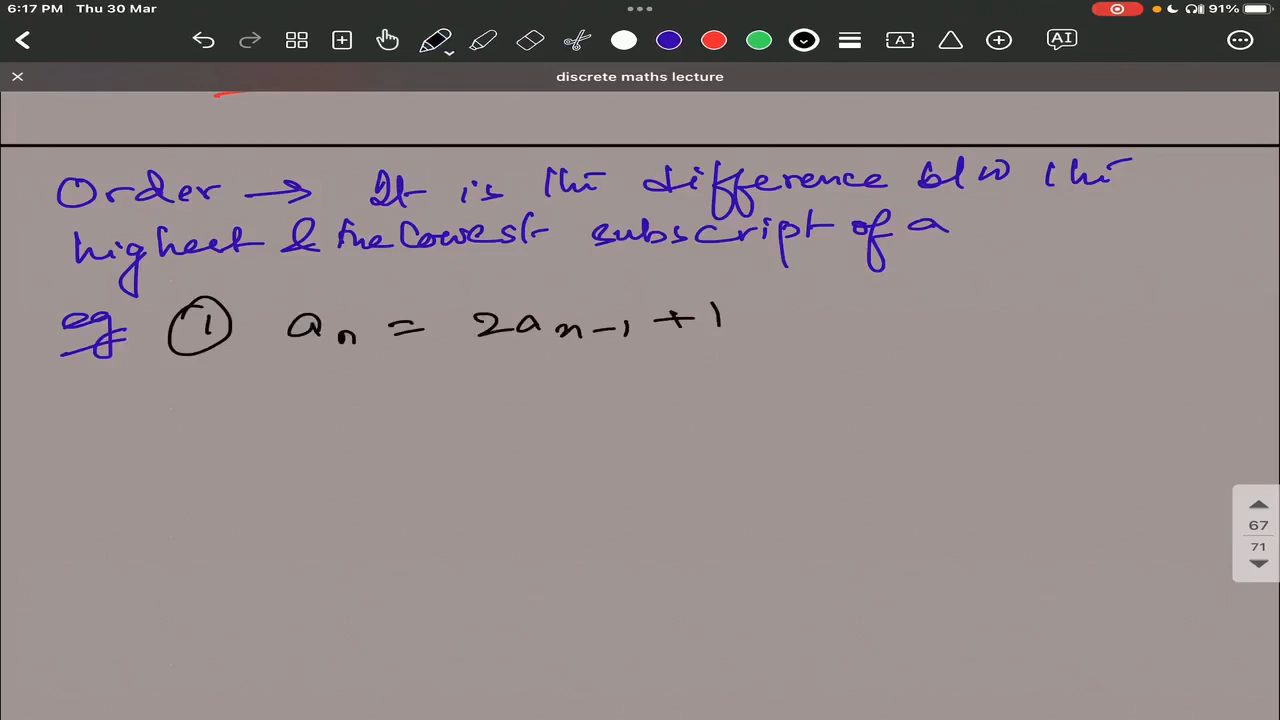 6:17 PM Thu 30 Mar
91%
A
AI
discrete maths lecture
Order → It is the difference b/w the
highest & the lowest subscript of a
eg ① aₙ = 2aₙ₋₁ + 1
67
71